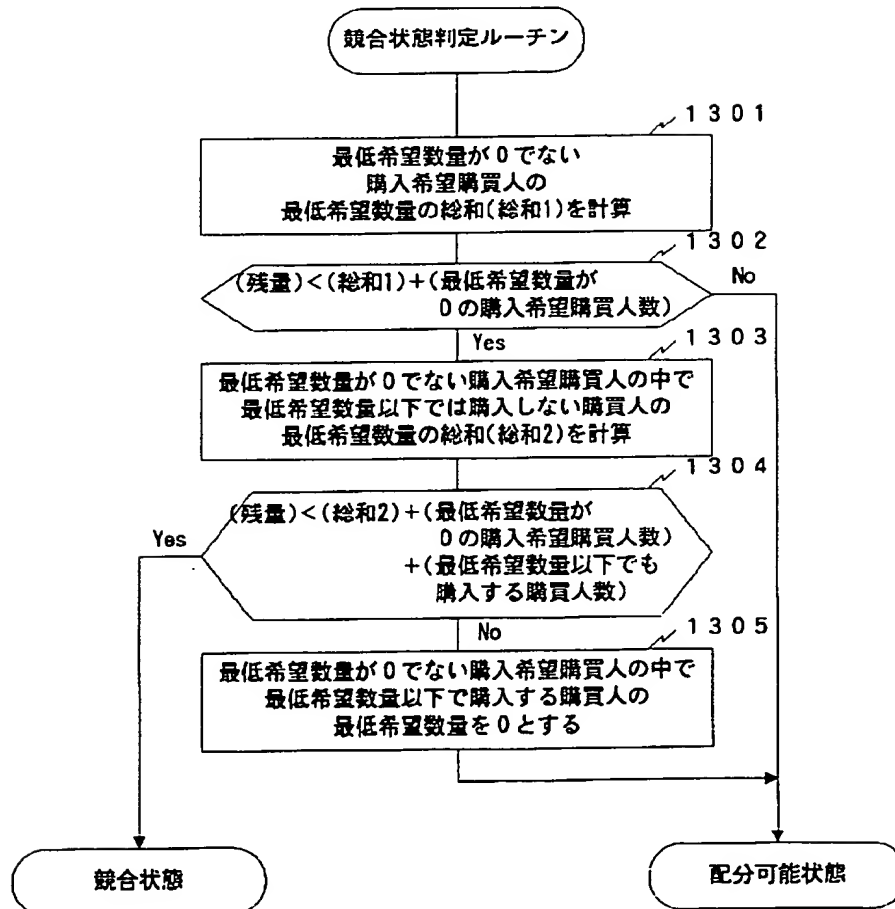 競合状態判定ルーチン
1301
最低希望数量が0でない
購入希望購買人の
最低希望数量の総和(総和1)を計算
1302
(残量)<(総和1)+(最低希望数量が
0の購入希望購買人数)
No
Yes
1303
最低希望数量が0でない購入希望購買人の中で
最低希望数量以下では購入しない購買人の
最低希望数量の総和(総和2)を計算
1304
(残量)<(総和2)+(最低希望数量が
0の購入希望購買人数)
+(最低希望数量以下でも
購入する購買人数)
Yes
No
1305
最低希望数量が0でない購入希望購買人の中で
最低希望数量以下で購入する購買人の
最低希望数量を0とする
競合状態
配分可能状態